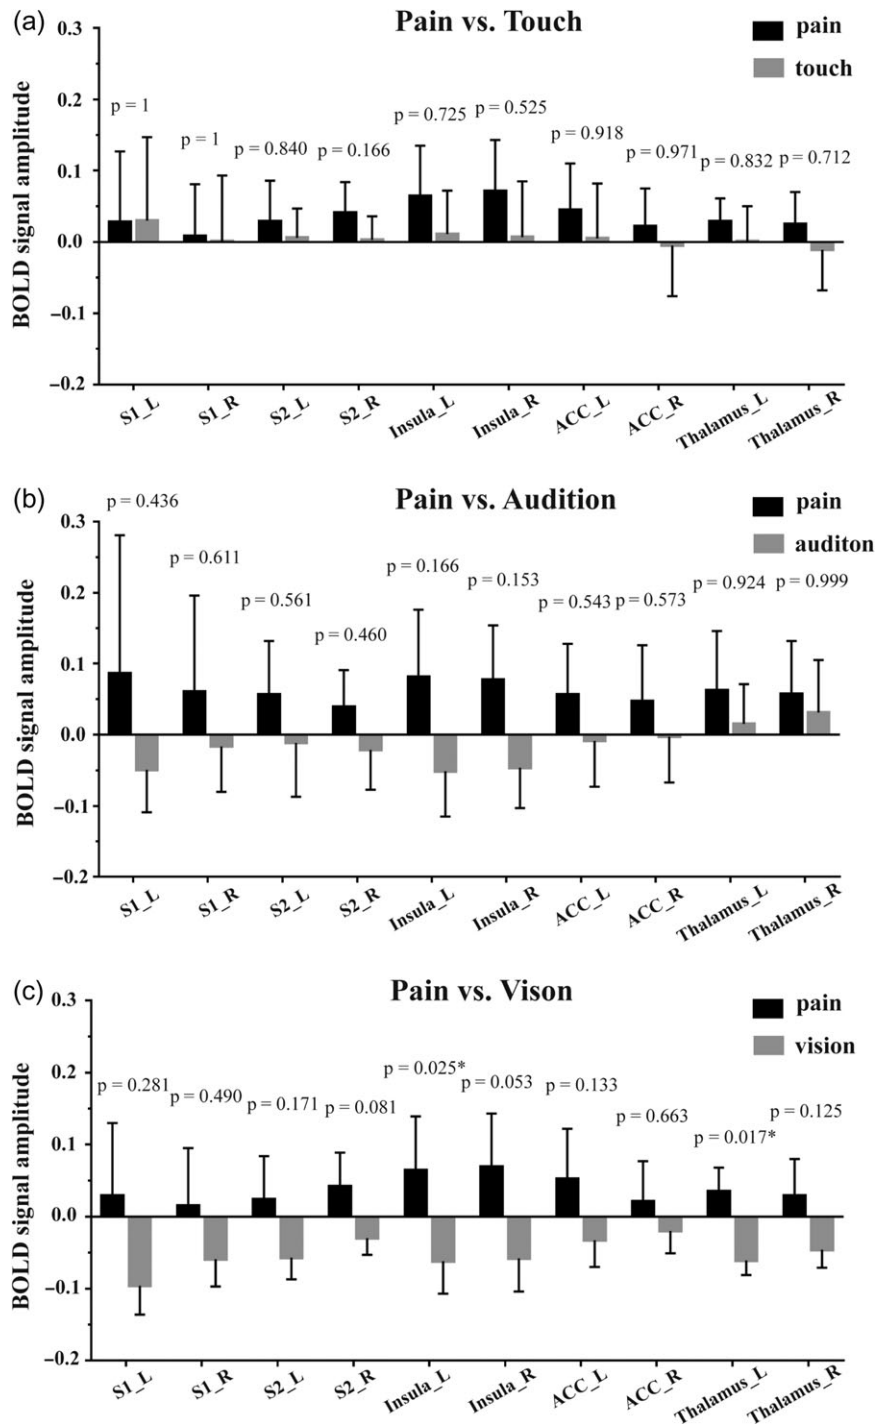 (a)
Pain vs. Touch
pain
touch
BOLD signal amplitude
0.3
0.2
0.1
0.0
−0.1
−0.2
p = 1
p = 1
p = 0.840
p = 0.166
p = 0.725
p = 0.525
p = 0.918
p = 0.971
p = 0.832
p = 0.712
S1_L
S1_R
S2_L
S2_R
Insula_L
Insula_R
ACC_L
ACC_R
Thalamus_L
Thalamus_R
(b)
Pain vs. Audition
pain
auditon
BOLD signal amplitude
0.3
0.2
0.1
0.0
−0.1
−0.2
p = 0.436
p = 0.611
p = 0.561
p = 0.460
p = 0.166
p = 0.153
p = 0.543
p = 0.573
p = 0.924
p = 0.999
S1_L
S1_R
S2_L
S2_R
Insula_L
Insula_R
ACC_L
ACC_R
Thalamus_L
Thalamus_R
(c)
Pain vs. Vison
pain
vision
BOLD signal amplitude
0.3
0.2
0.1
0.0
−0.1
−0.2
p = 0.281
p = 0.490
p = 0.171
p = 0.081
p = 0.025*
p = 0.053
p = 0.133
p = 0.663
p = 0.017*
p = 0.125
S1_L
S1_R
S2_L
S2_R
Insula_L
Insula_R
ACC_L
ACC_R
Thalamus_L
Thalamus_R